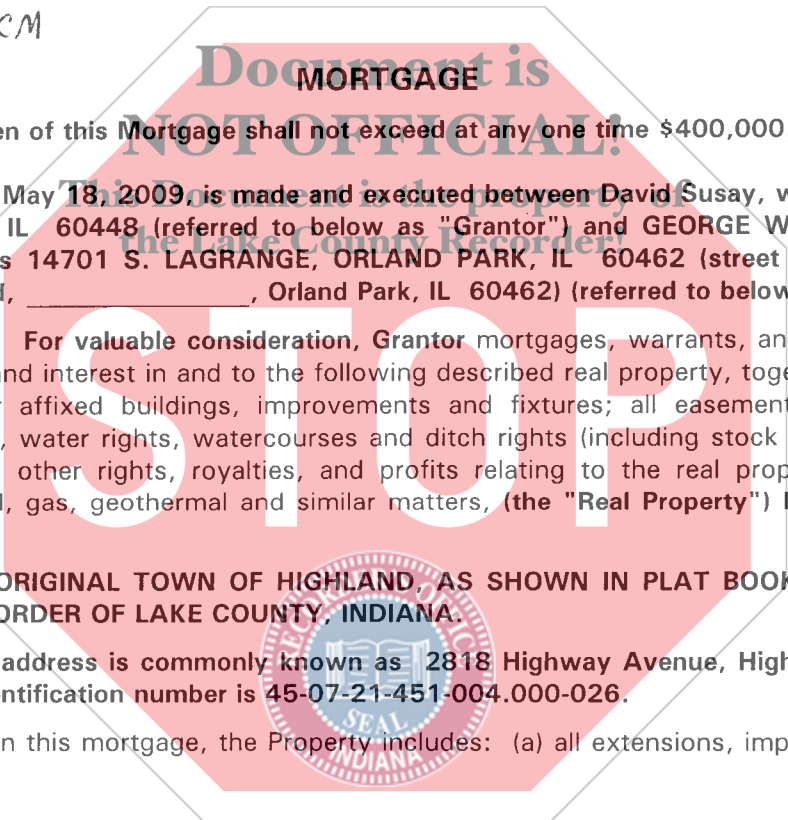 CM
Document is
MORTGAGE
NOT OFFICIAL!
en of this Mortgage shall not exceed at any one time $400,000.
This Document is the property of
the Lake County Recorder!
May 18, 2009, is made and executed between David Susay, w
IL 60448 (referred to below as "Grantor") and GEORGE W
s 14701 S. LAGRANGE, ORLAND PARK, IL 60462 (street
d, ________________, Orland Park, IL 60462) (referred to below
For valuable consideration, Grantor mortgages, warrants, an
and interest in and to the following described real property, toge
r affixed buildings, improvements and fixtures; all easement
, water rights, watercourses and ditch rights (including stock
other rights, royalties, and profits relating to the real prop
l, gas, geothermal and similar matters, (the "Real Property") l
STOP
ORIGINAL TOWN OF HIGHLAND, AS SHOWN IN PLAT BOOK
ORDER OF LAKE COUNTY, INDIANA.
address is commonly known as 2818 Highway Avenue, High
entification number is 45-07-21-451-004.000-026.
n this mortgage, the Property includes: (a) all extensions, imp
SEAL
INDIANA